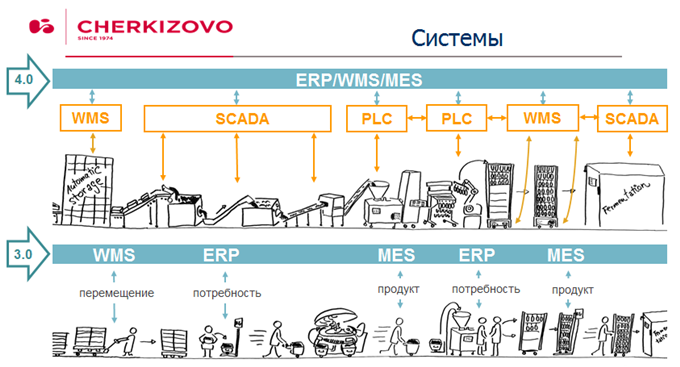 CHERKIZOVO
SINCE 1974
Системы
4.0
ERP/WMS/MES
WMS
SCADA
PLC
PLC
WMS
SCADA
Automatic
Storage
Fermentation
3.0
WMS
ERP
MES
ERP
MES
перемещение
потребность
продукт
потребность
продукт